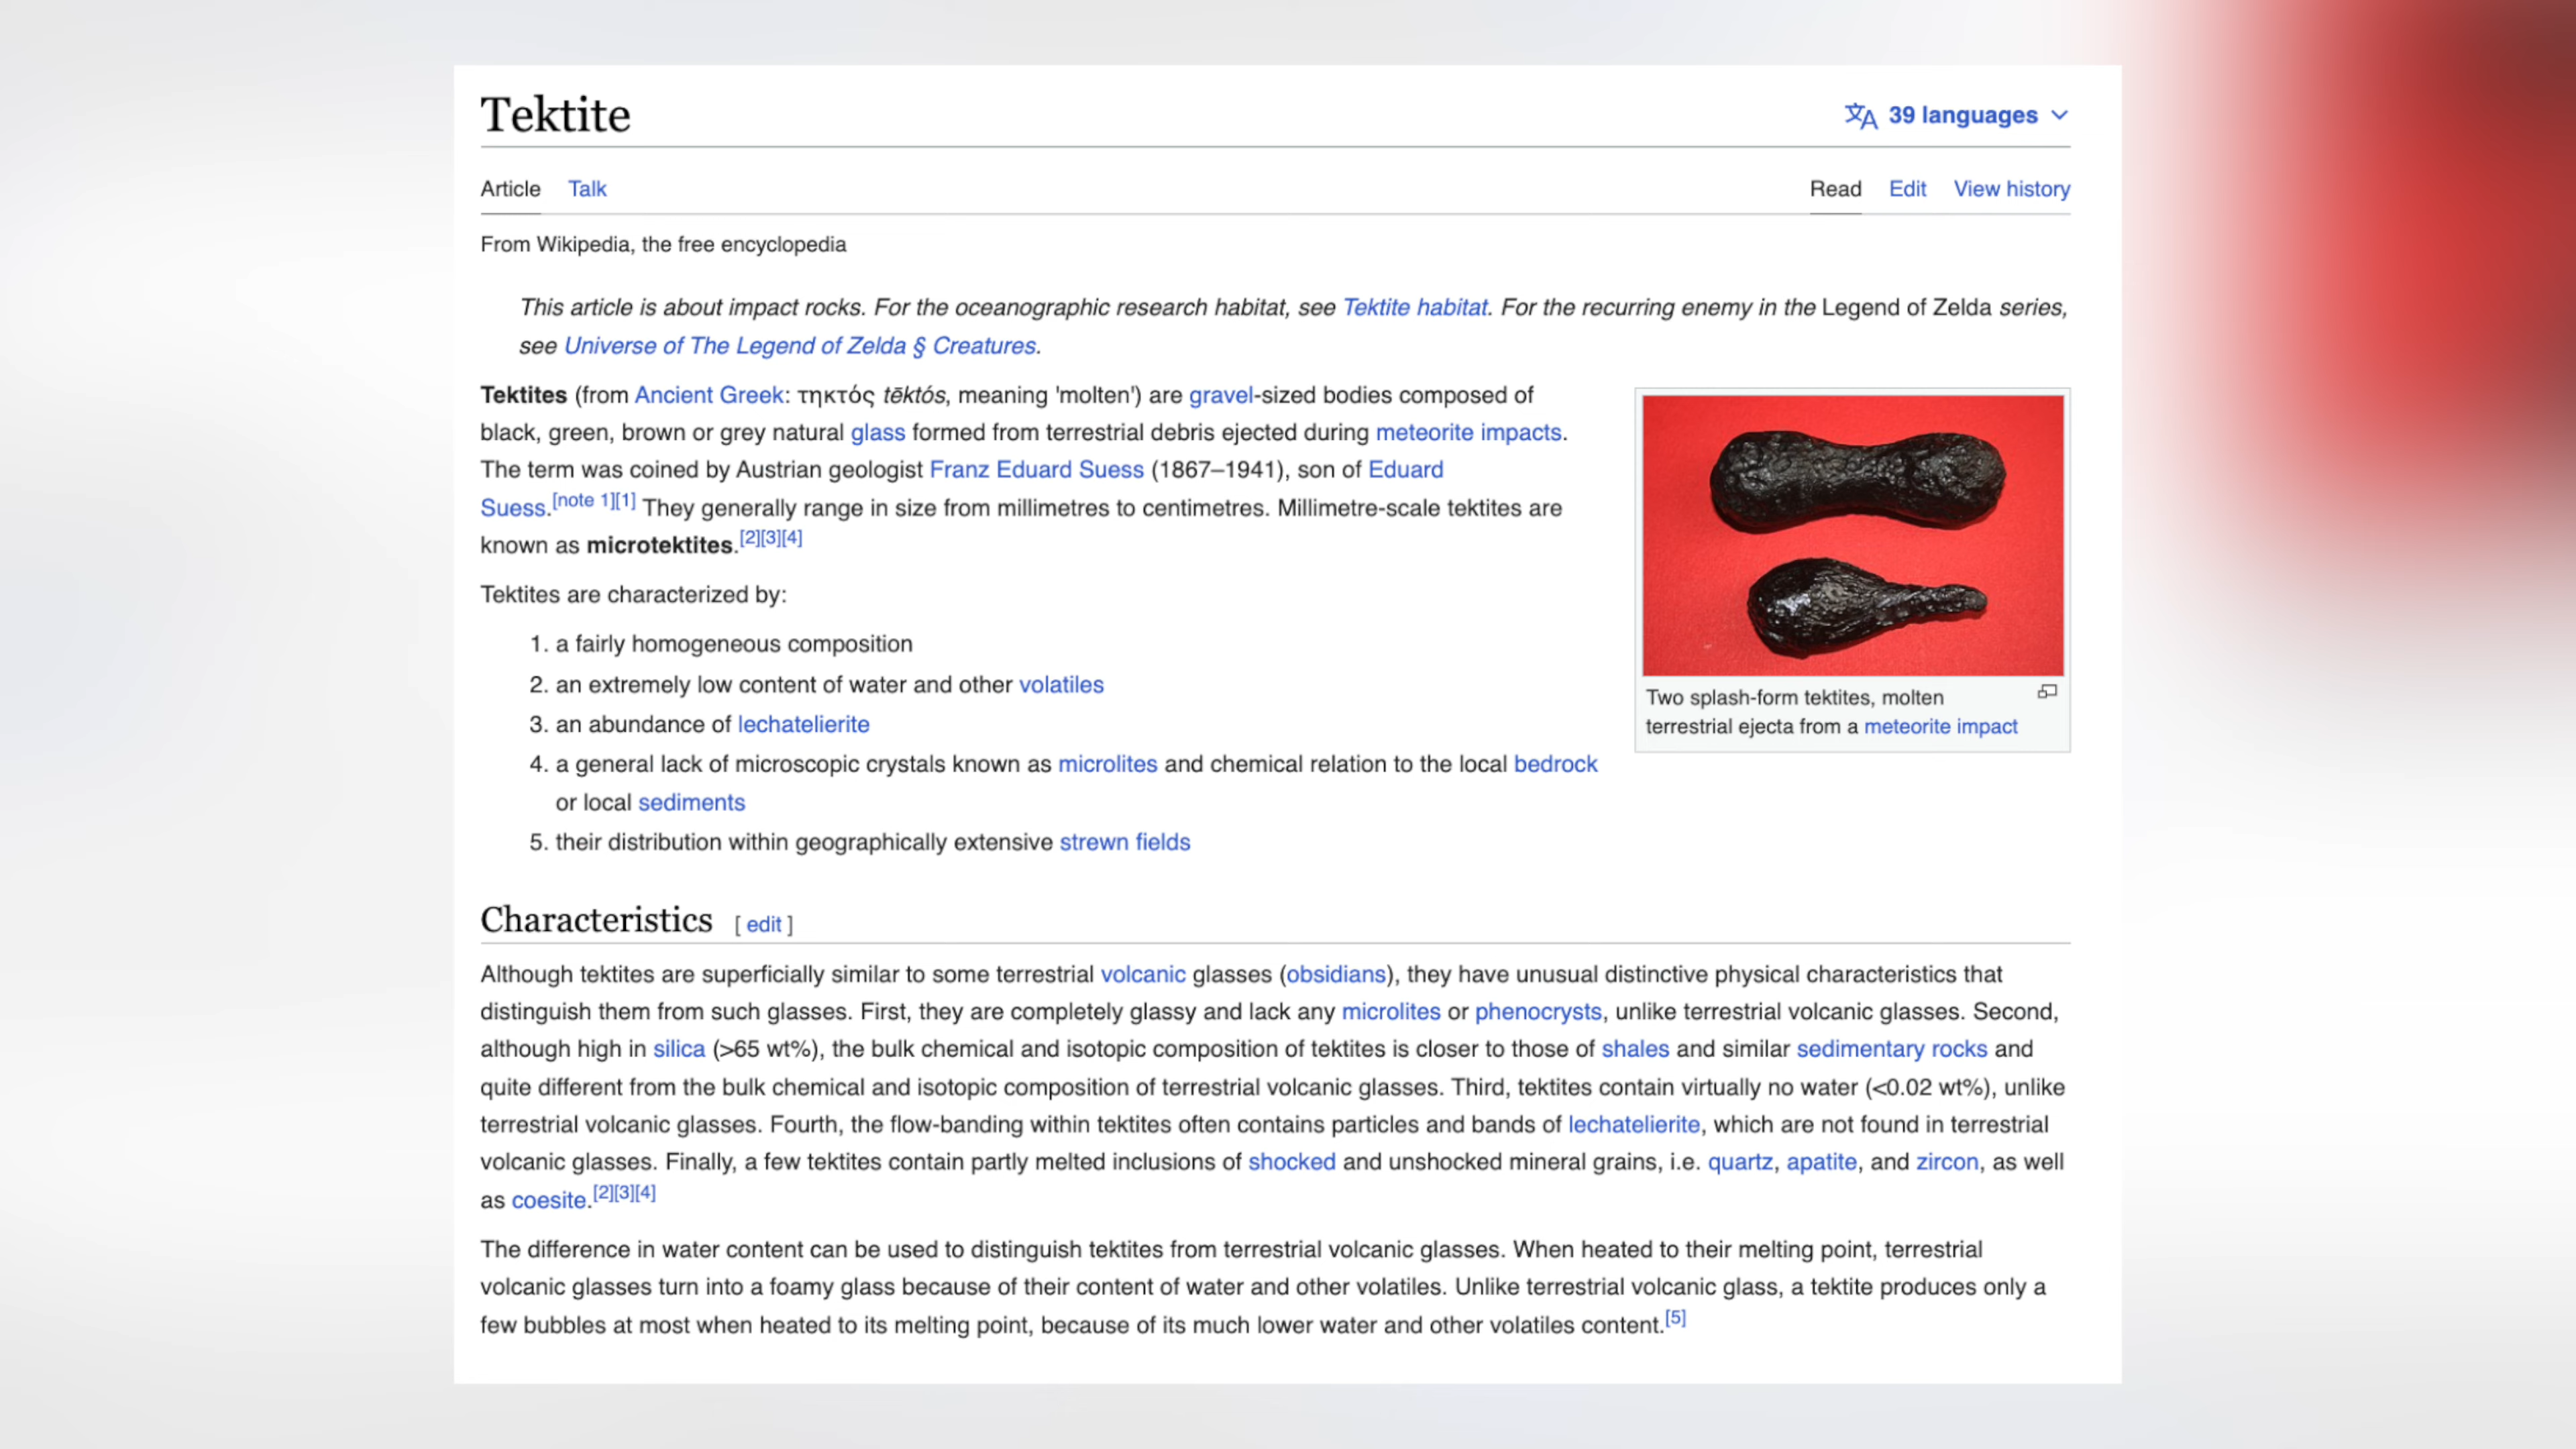 Tektite
39 languages
Article Talk Read Edit View history
From Wikipedia, the free encyclopedia
This article is about impact rocks. For the oceanographic research habitat, see Tektite habitat. For the recurring enemy in the Legend of Zelda series,
see Universe of The Legend of Zelda § Creatures.
Tektites (from Ancient Greek: τηκτός tēktós, meaning 'molten') are gravel-sized bodies composed of
black, green, brown or grey natural glass formed from terrestrial debris ejected during meteorite impacts.
The term was coined by Austrian geologist Franz Eduard Suess (1867–1941), son of Eduard
Suess.[note 1][1] They generally range in size from millimetres to centimetres. Millimetre-scale tektites are
known as microtektites.[2][3][4]
Tektites are characterized by:
1. a fairly homogeneous composition
2. an extremely low content of water and other volatiles
3. an abundance of lechatelierite
4. a general lack of microscopic crystals known as microlites and chemical relation to the local bedrock
or local sediments
5. their distribution within geographically extensive strewn fields
Two splash-form tektites, molten
terrestrial ejecta from a meteorite impact
Characteristics [ edit ]
Although tektites are superficially similar to some terrestrial volcanic glasses (obsidians), they have unusual distinctive physical characteristics that
distinguish them from such glasses. First, they are completely glassy and lack any microlites or phenocrysts, unlike terrestrial volcanic glasses. Second,
although high in silica (>65 wt%), the bulk chemical and isotopic composition of tektites is closer to those of shales and similar sedimentary rocks and
quite different from the bulk chemical and isotopic composition of terrestrial volcanic glasses. Third, tektites contain virtually no water (<0.02 wt%), unlike
terrestrial volcanic glasses. Fourth, the flow-banding within tektites often contains particles and bands of lechatelierite, which are not found in terrestrial
volcanic glasses. Finally, a few tektites contain partly melted inclusions of shocked and unshocked mineral grains, i.e. quartz, apatite, and zircon, as well
as coesite.[2][3][4]
The difference in water content can be used to distinguish tektites from terrestrial volcanic glasses. When heated to their melting point, terrestrial
volcanic glasses turn into a foamy glass because of their content of water and other volatiles. Unlike terrestrial volcanic glass, a tektite produces only a
few bubbles at most when heated to its melting point, because of its much lower water and other volatiles content.[5]